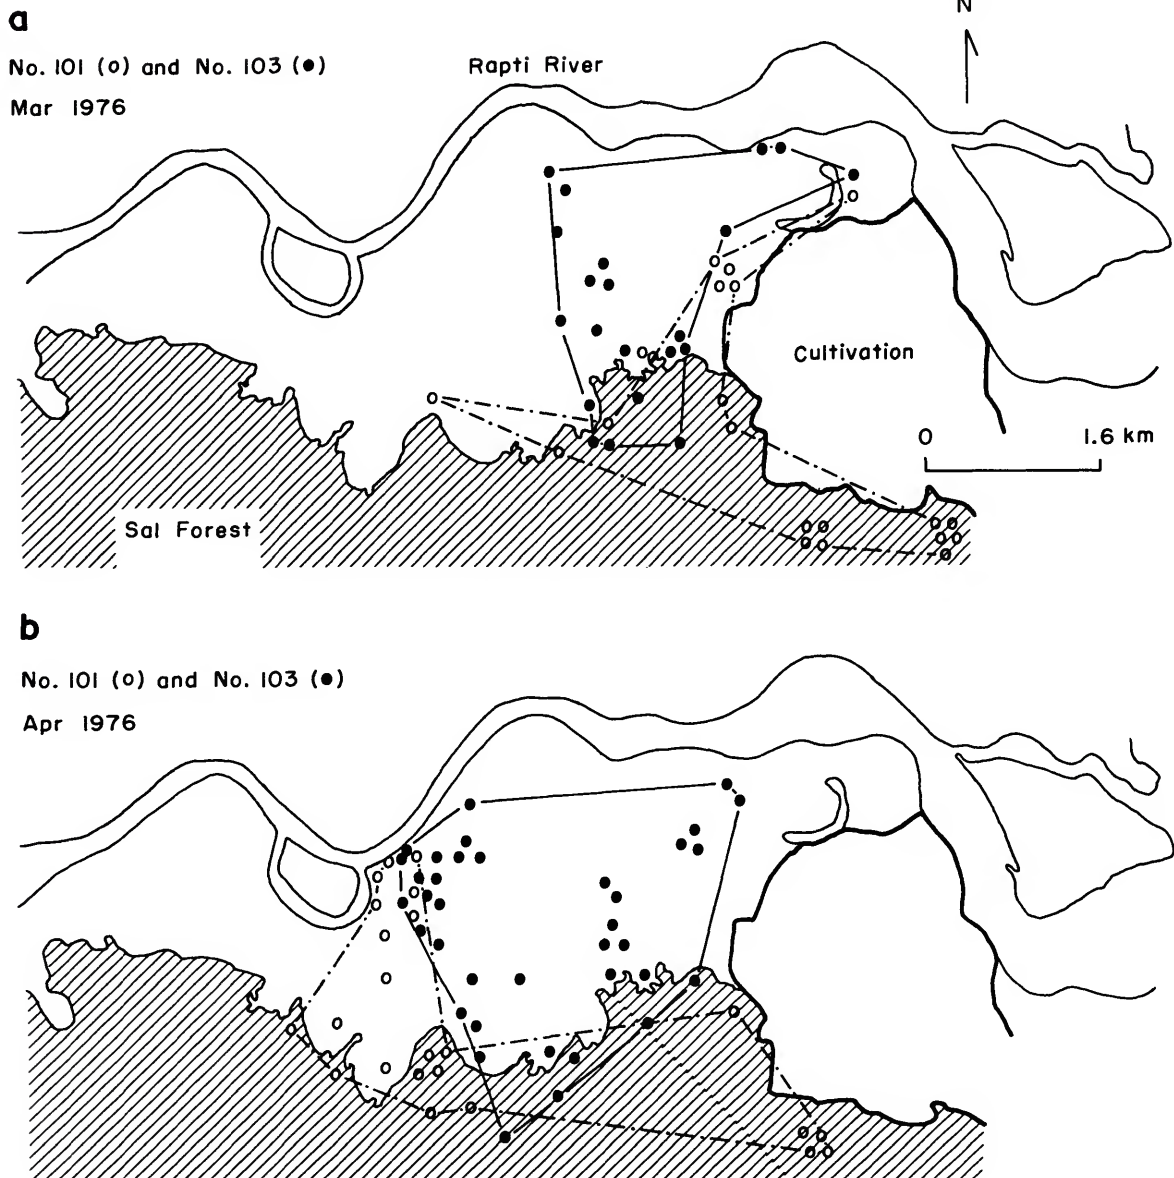 a
N
No. 101 (o) and No. 103 (●)
Rapti River
Mar 1976
Cultivation
0 1.6 km
Sal Forest
b
No. 101 (o) and No. 103 (●)
Apr 1976